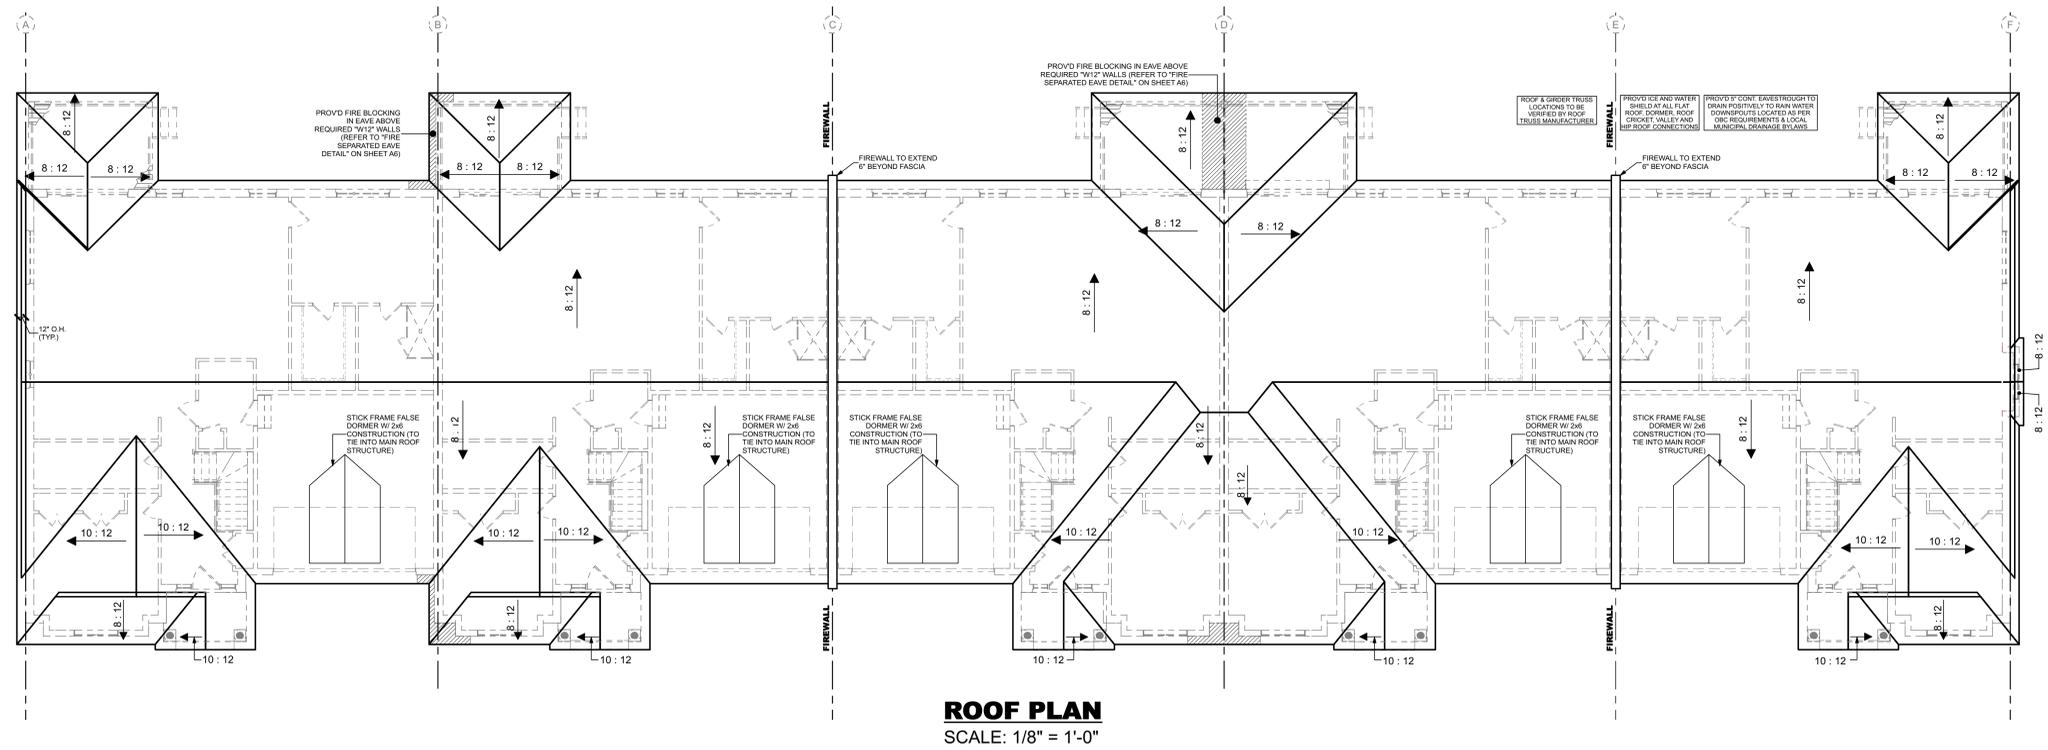 A
B
C
D
E
F
PROV'D FIRE BLOCKING
IN EAVE ABOVE
REQUIRED "W12" WALLS
(REFER TO "FIRE
SEPARATED EAVE
DETAIL" ON SHEET A6)
PROV'D FIRE BLOCKING IN EAVE ABOVE
REQUIRED "W12" WALLS (REFER TO "FIRE
SEPARATED EAVE DETAIL" ON SHEET A6)
ROOF & GIRDER TRUSS
LOCATIONS TO BE
VERIFIED BY ROOF
TRUSS MANUFACTURER
PROV'D ICE AND WATER
SHIELD AT ALL FLAT
ROOF, DORMER, ROOF
CRICKET, VALLEY AND
HIP ROOF CONNECTIONS
PROV'D 5" CONT. EAVESTROUGH TO
DRAIN POSITIVELY TO RAIN WATER
DOWNSPOUTS LOCATED AS PER
OBC REQUIREMENTS & LOCAL
MUNICIPAL DRAINAGE BYLAWS
FIREWALL
FIREWALL
8 : 12
8 : 12
8 : 12
8 : 12
FIREWALL TO EXTEND
6" BEYOND FASCIA
FIREWALL TO EXTEND
6" BEYOND FASCIA
8 : 12
8 : 12
8 : 12
8 : 12
8 : 12
8 : 12
8 : 12
8 : 12
8 : 12
8 : 12
8 : 12
8 : 12
12" O.H.
(TYP.)
8 : 12
8 : 12
STICK FRAME FALSE
DORMER W/ 2x6
CONSTRUCTION (TO
TIE INTO MAIN ROOF
STRUCTURE)
8 : 12
8 : 12
STICK FRAME FALSE
DORMER W/ 2x6
CONSTRUCTION (TO
TIE INTO MAIN ROOF
STRUCTURE)
STICK FRAME FALSE
DORMER W/ 2x6
CONSTRUCTION (TO
TIE INTO MAIN ROOF
STRUCTURE)
8 : 12
8 : 12
STICK FRAME FALSE
DORMER W/ 2x6
CONSTRUCTION (TO
TIE INTO MAIN ROOF
STRUCTURE)
STICK FRAME FALSE
DORMER W/ 2x6
CONSTRUCTION (TO
TIE INTO MAIN ROOF
STRUCTURE)
8 : 12
10 : 12
10 : 12
10 : 12
10 : 12
10 : 12
10 : 12
10 : 12
10 : 12
8 : 12
8 : 12
8 : 12
FIREWALL
FIREWALL
10 : 12
10 : 12
10 : 12
10 : 12
10 : 12
ROOF PLAN
SCALE: 1/8" = 1'-0"